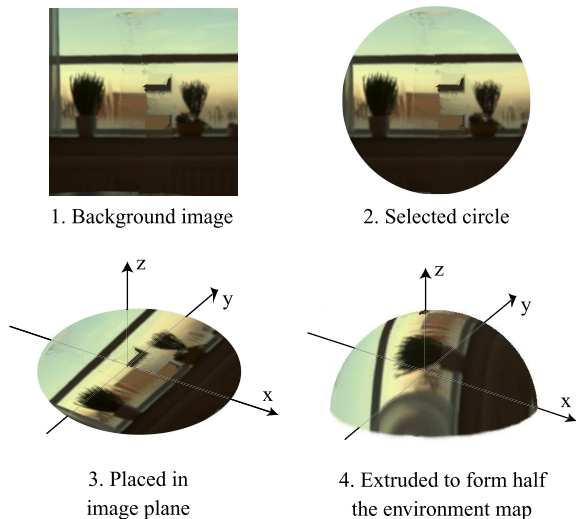 1. Background image
2. Selected circle
z
y
x
3. Placed in
image plane
z
y
x
4. Extruded to form half
the environment map